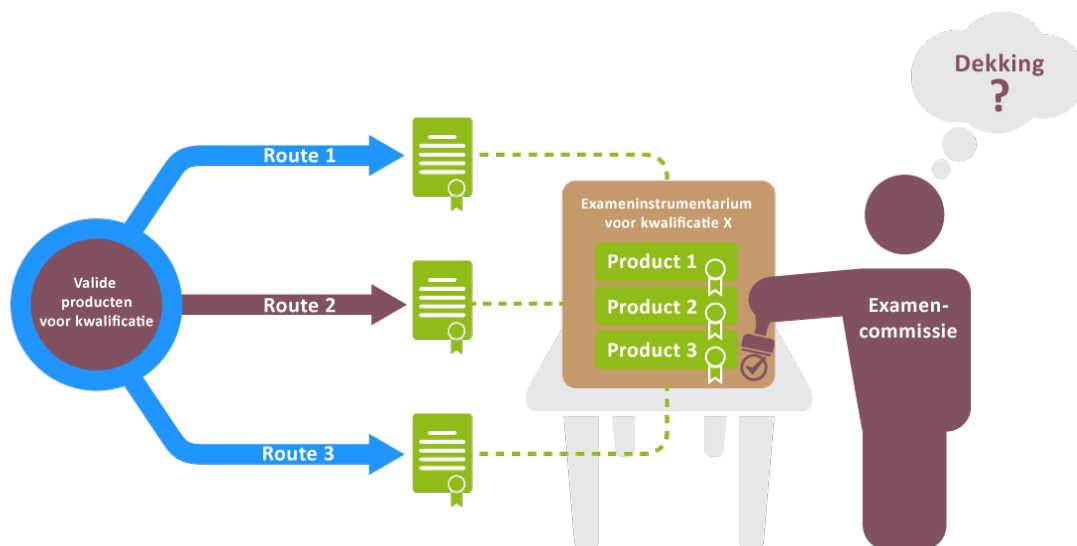 Dekking
?
Route 1
Exameninstrumentarium
voor kwalificatie X
Product 1
Valide
producten
voor kwalificatie
Route 2
Product 2
Product 3
Examen-
commissie
Route 3